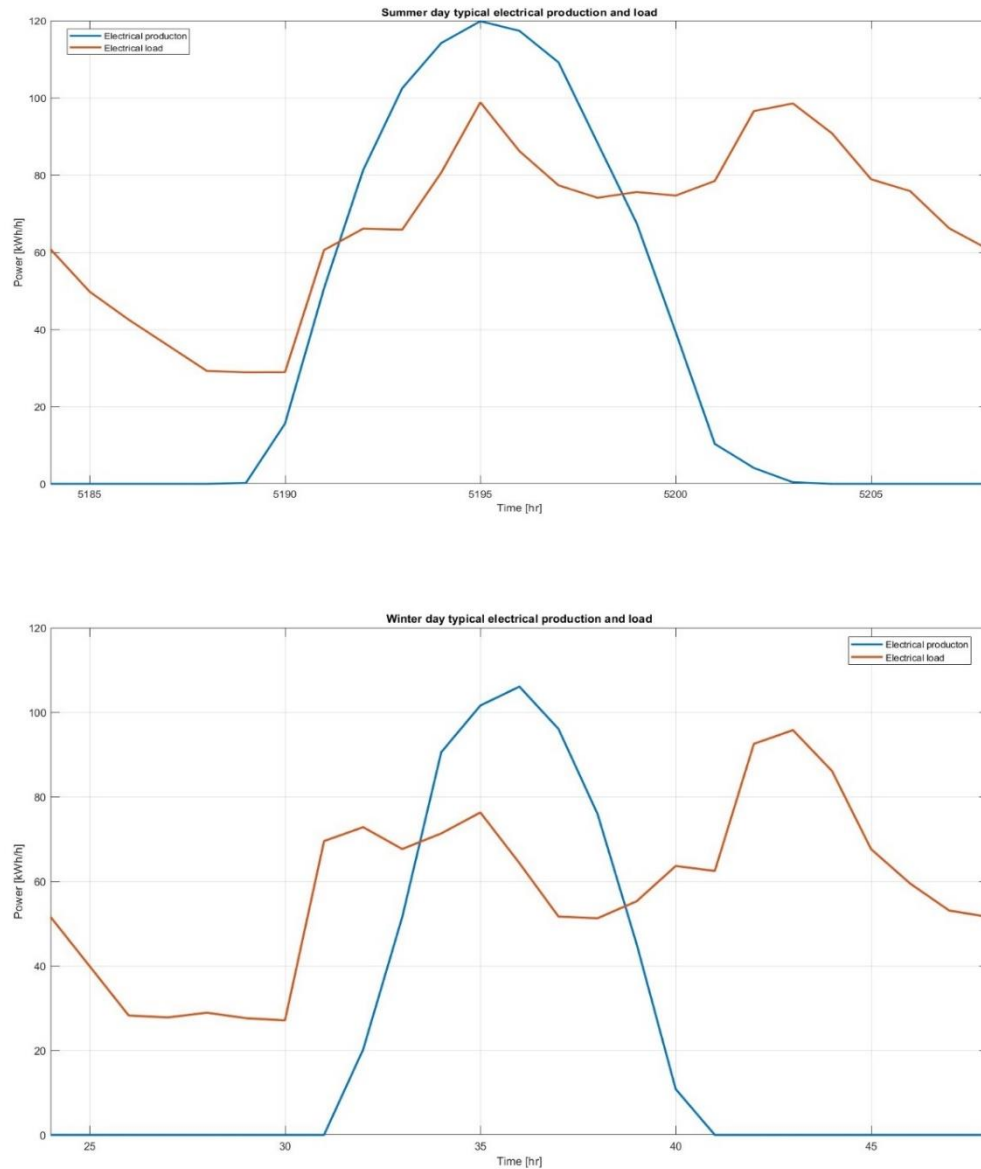 Summer day typical electrical production and load
Electrical producton
Electrical load
120
100
80
60
40
20
0
Power [kWh/h]
5185 5190 5195 5200 5205
Time [hr]
Winter day typical electrical production and load
Electrical producton
Electrical load
120
100
80
60
40
20
0
Power [kWh/h]
25 30 35 40 45
Time [hr]